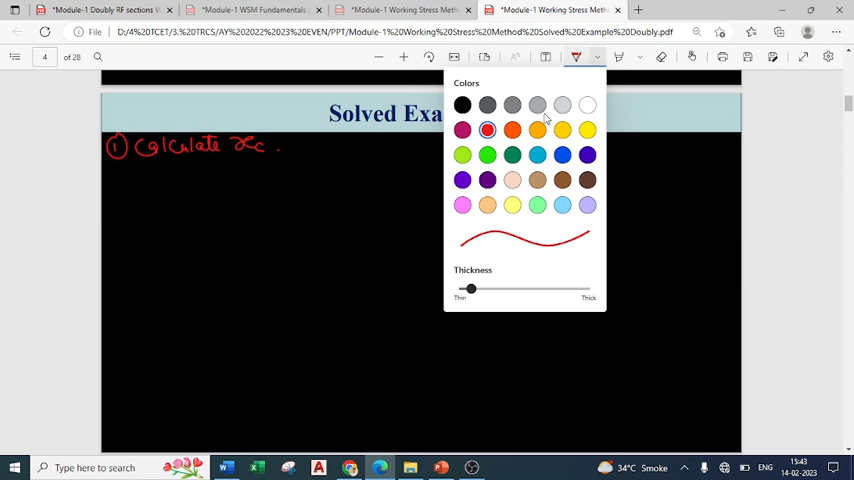 *Module-1 Doubly RF sections W
*Module-1 WSM Fundamentals
*Module-1 Working Stress Meth
*Module-1 Working Stress Meth
File
D:/4%20TCET/3.%20TRCS/AY%202022%2023%20EVEN/PPT/Module-1%20Working%20Stress%20Method%20Solved%20Example%20Doubly.pdf
4 of 28
Colors
Solved Exa
① Calculate xc .
Thickness
Thin Thick
Type here to search
34°C Smoke
ENG
15:43
14-02-2023